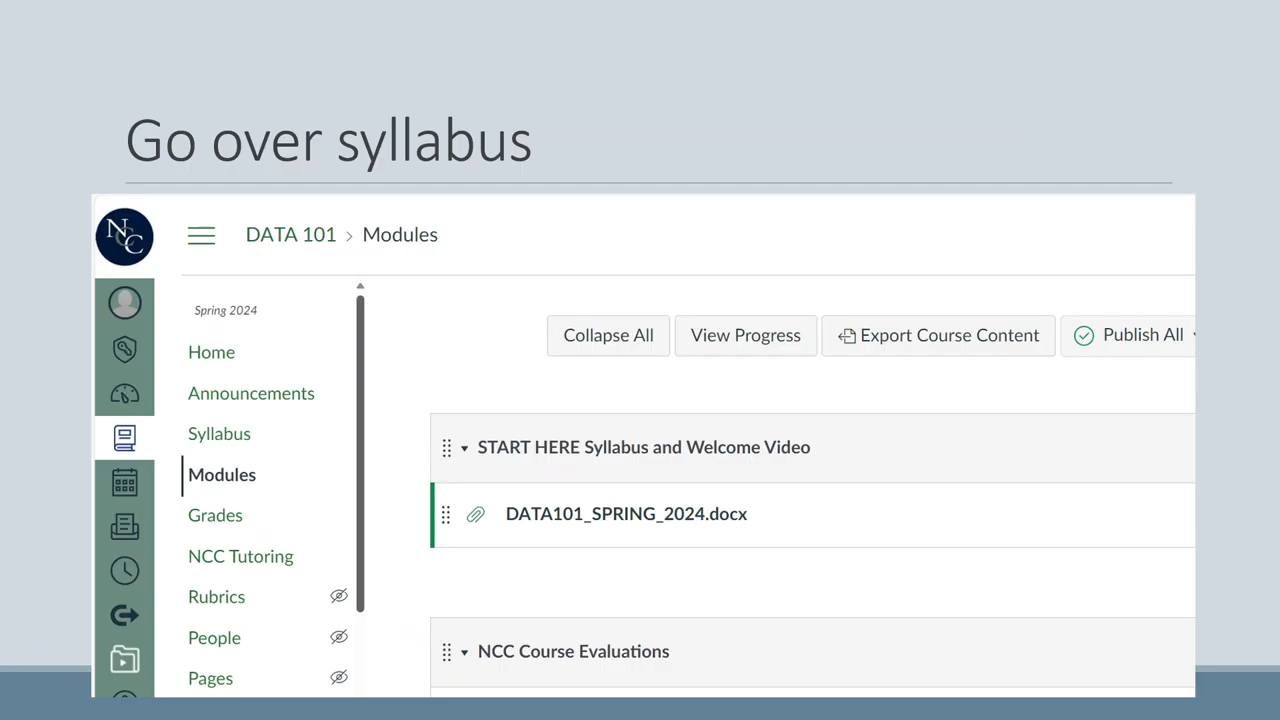 Go over syllabus
NCC
DATA 101 > Modules
Spring 2024
Home
Announcements
Syllabus
Modules
Grades
NCC Tutoring
Rubrics
People
Pages
Collapse All
View Progress
Export Course Content
Publish All
START HERE Syllabus and Welcome Video
DATA101_SPRING_2024.docx
NCC Course Evaluations